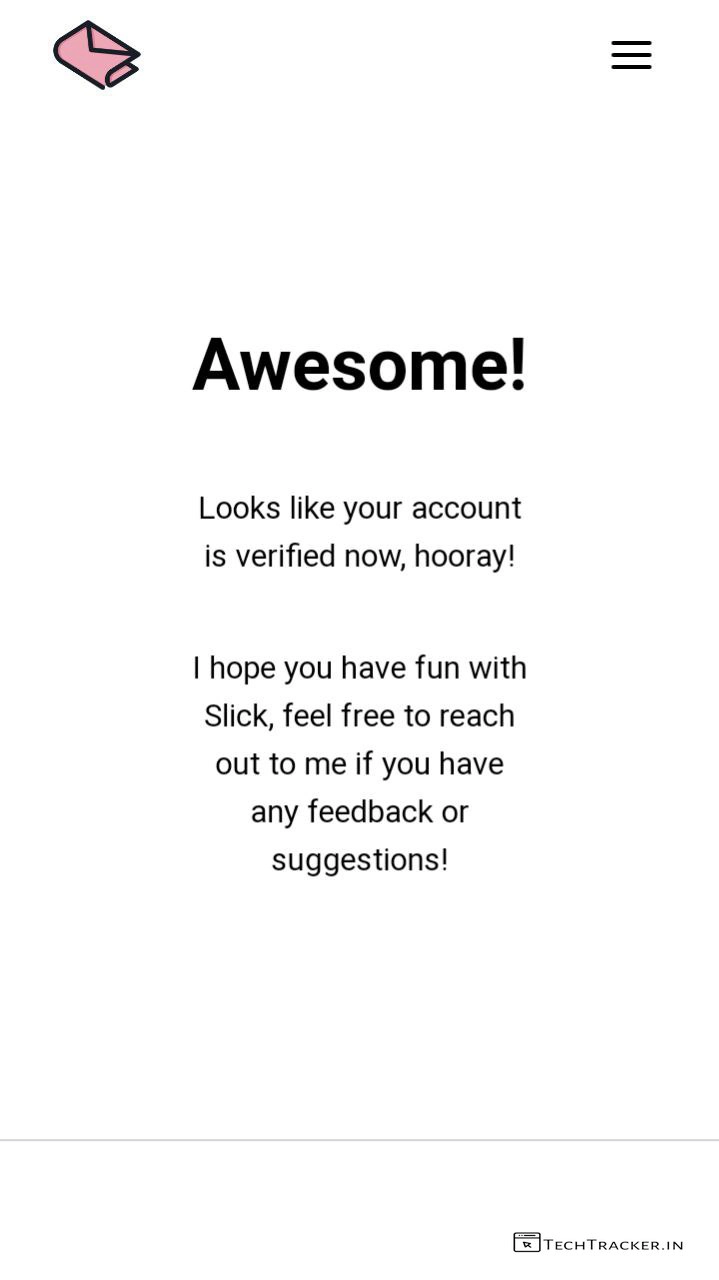 Awesome!
Looks like your account
is verified now, hooray!
I hope you have fun with
Slick, feel free to reach
out to me if you have
any feedback or
suggestions!
TECHTRACKER.IN